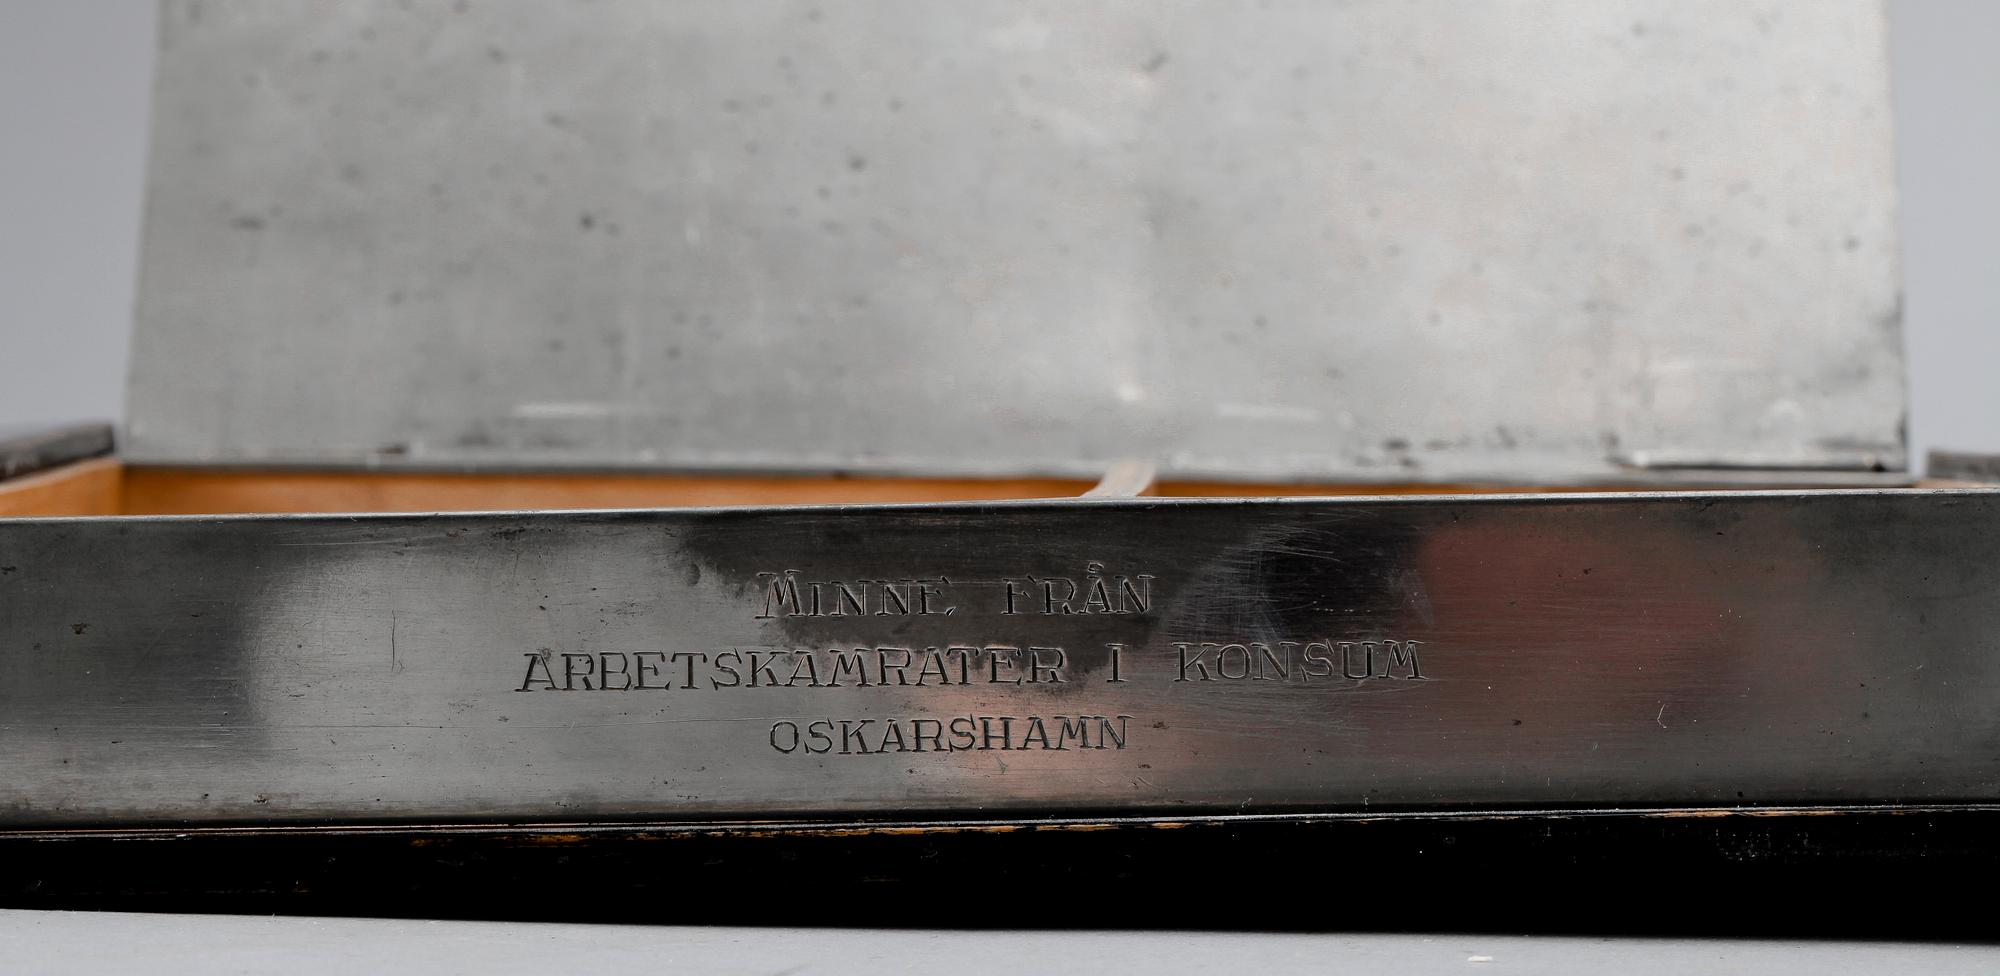 MINNE FRÅN
ARBETSKAMRATER I KONSUM
OSKARSHAMN